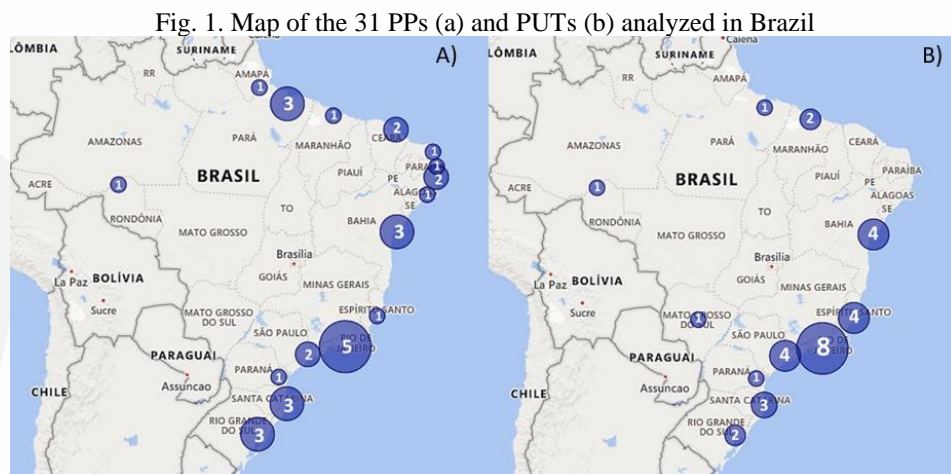 Fig. 1. Map of the 31 PPs (a) and PUTs (b) analyzed in Brazil
A)
LÔMBIA
SURINAME
RR
AMAPÁ
1
3
1
2
AMAZONAS
PARÁ
MARANHÃO
CEARÁ
1
1
PARA
2
1
ACRE
1
BRASIL
PIAUÍ
PE
ALAGOAS
SE
RONDÔNIA
TO
BAHIA
3
MATO GROSSO
Brasília
GOIÁS
La Paz
BOLÍVIA
Sucre
MINAS GERAIS
MATO GROSSO
DO SUL
ESPÍRITO SANTO
1
SÃO PAULO
RIO DE
5
2
PARAGUAI
PARANÁ
1
Assuncao
CHILE
SANTA CATARINA
3
RIO GRANDE
DO SUL
3
B)
LÔMBIA
Caiena
SURINAME
RR
AMAPÁ
1
2
AMAZONAS
PARÁ
MARANHÃO
CEARÁ
PARAÍBA
ACRE
1
BRASIL
PIAUÍ
PE
ALAGOAS
SE
RONDÔNIA
TO
BAHIA
4
MATO GROSSO
Brasília
GOIÁS
La Paz
BOLÍVIA
Sucre
MINAS GERAIS
MATO GROSSO
DO SUL
1
ESPÍRITO SANTO
4
SÃO PAULO
8
4
PARAGUAI
PARANÁ
1
Assuncao
CHILE
SANTA CATARINA
3
RIO GRANDE
DO SUL
2